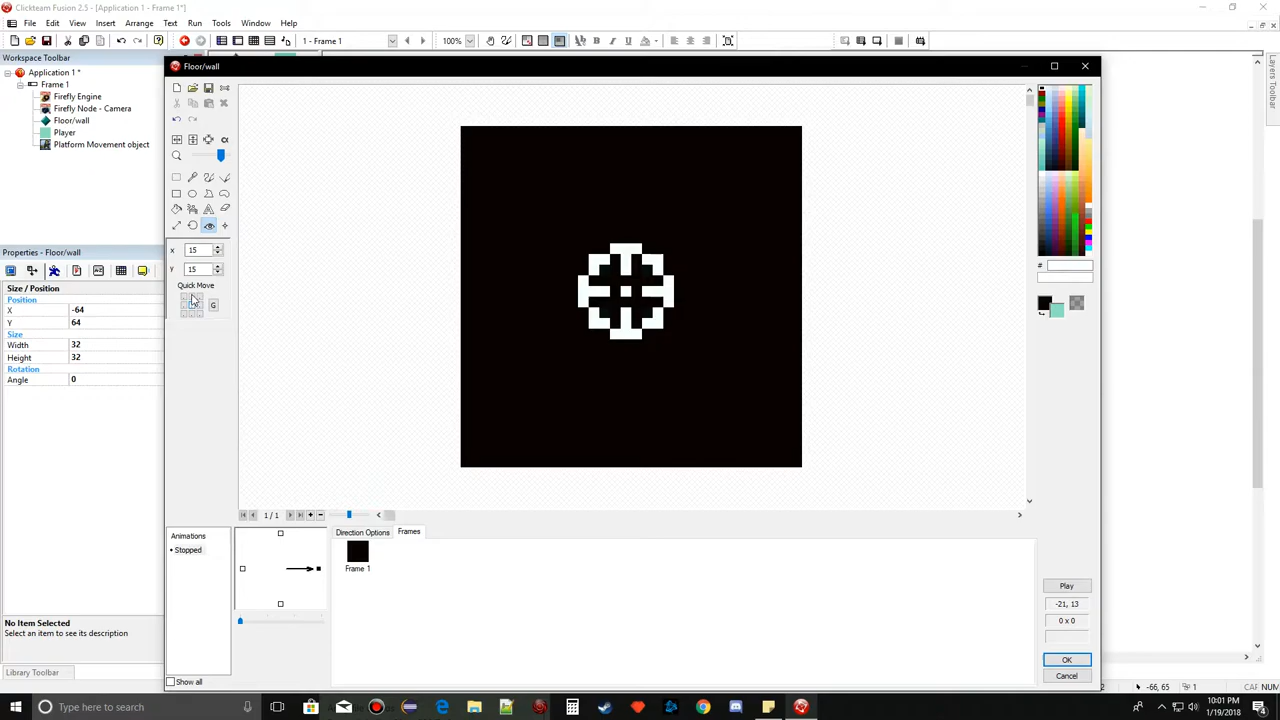 Clickteam Fusion 2.5 - [Application 1 - Frame 1*]
File Edit View Insert Arrange Text Run Tools Window Help
1 - Frame 1
100%
B I U
Workspace Toolbar
Application 1 *
Frame 1
Firefly Engine
Firefly Node - Camera
Floor/wall
Player
Platform Movement object
Properties - Floor/wall
Size / Position
Position
X -64
Y 64
Size
Width 32
Height 32
Rotation
Angle 0
No Item Selected
Select an item to see its description
Library Toolbar
Layers Toolbar
Floor/wall
X 15
y 15
Quick Move
G
1 / 1
Animations
• Stopped
Show all
Direction Options Frames
Frame 1
#
Play
-21, 13
0 x 0
OK
Cancel
-66, 65
1
NUM
Type here to search
10:01 PM
1/19/2018